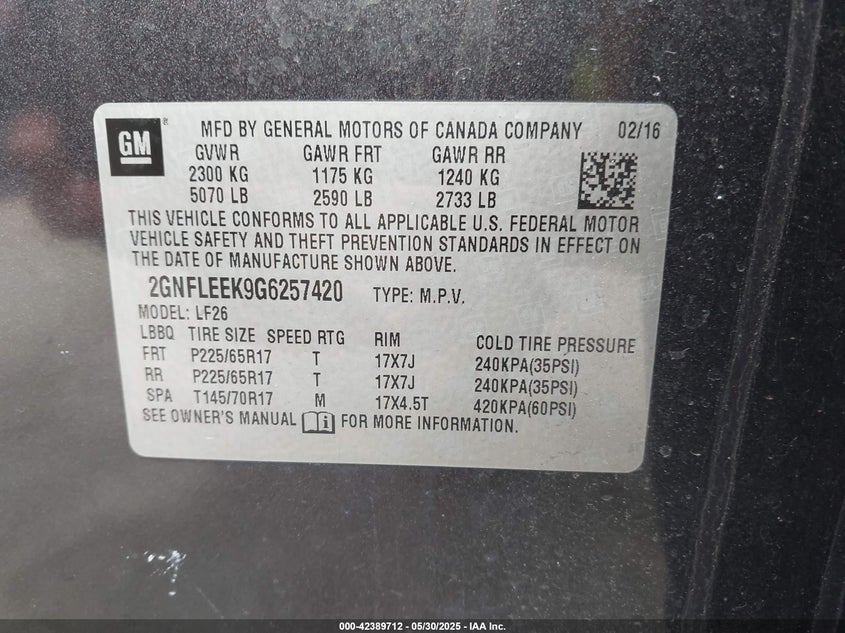 GM ® MFD BY GENERAL MOTORS OF CANADA COMPANY 02/16
GVWR GAWR FRT GAWR RR
2300 KG 1175 KG 1240 KG
5070 LB 2590 LB 2733 LB
THIS VEHICLE CONFORMS TO ALL APPLICABLE U.S. FEDERAL MOTOR
VEHICLE SAFETY AND THEFT PREVENTION STANDARDS IN EFFECT ON
THE DATE OF MANUFACTURE SHOWN ABOVE.
2GNFLEEK9G6257420 TYPE: M.P.V.
MODEL: LF26
LBBQ TIRE SIZE SPEED RTG RIM COLD TIRE PRESSURE
FRT P225/65R17 T 17X7J 240KPA(35PSI)
RR P225/65R17 T 17X7J 240KPA(35PSI)
SPA T145/70R17 M 17X4.5T 420KPA(60PSI)
SEE OWNER'S MANUAL FOR MORE INFORMATION.
000-42389712 — 05/30/2025 — IAA Inc.